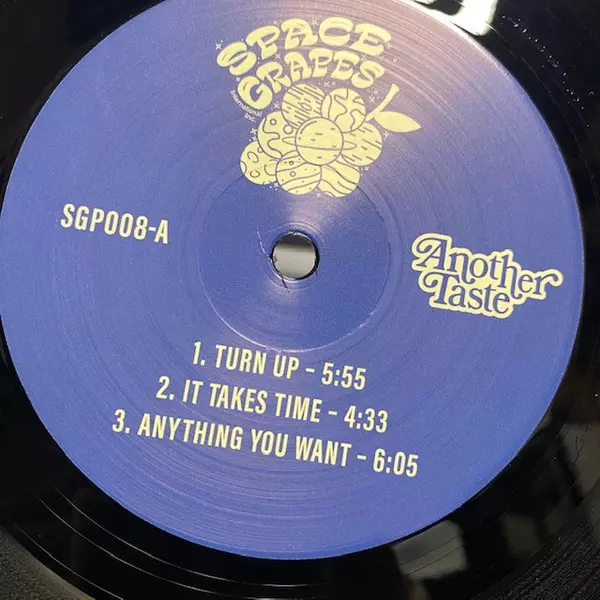 SPACE
GRAPES
International
Inc.
SGP008-A
Another
Taste
1. TURN UP – 5:55
2. IT TAKES TIME – 4:33
3. ANYTHING YOU WANT – 6:05